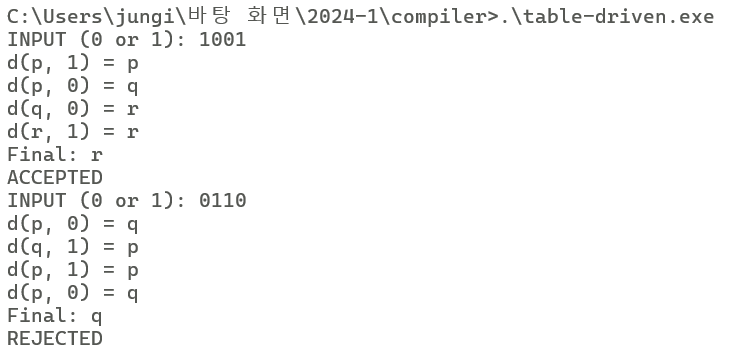 C:\Users\jungi\바탕 화면\2024-1\compiler>.\table-driven.exe
INPUT (0 or 1): 1001
d(p, 1) = p
d(p, 0) = q
d(q, 0) = r
d(r, 1) = r
Final: r
ACCEPTED
INPUT (0 or 1): 0110
d(p, 0) = q
d(q, 1) = p
d(p, 1) = p
d(p, 0) = q
Final: q
REJECTED